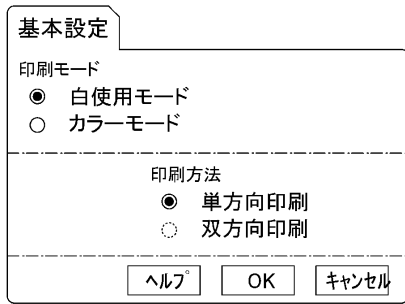 基本設定
印刷モード
白使用モード
カラーモード
印刷方法
単方向印刷
双方向印刷
ヘルプ OK キャンセル